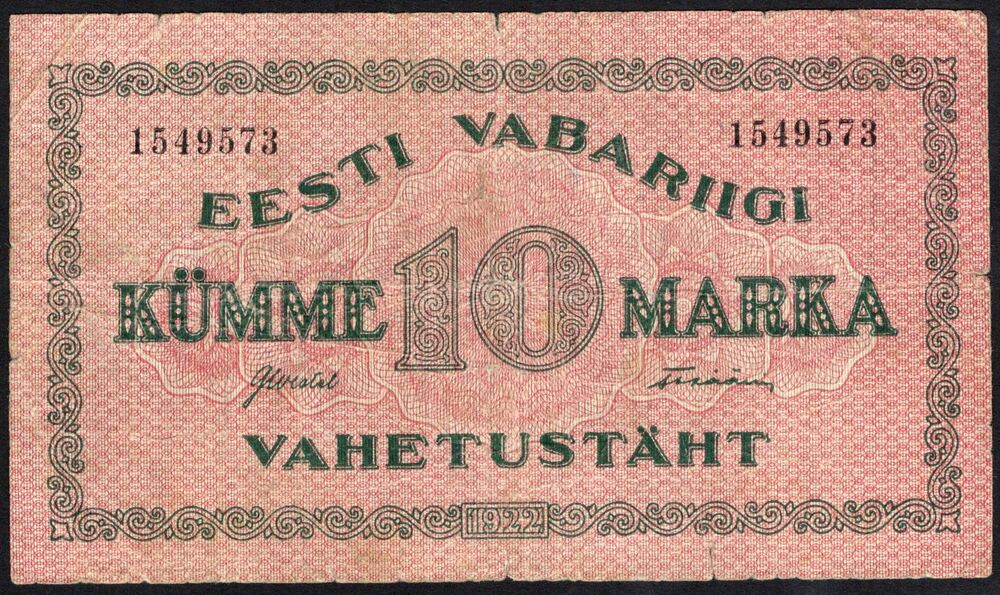 1549573 1549573
EESTI VABARIIGI
KÜMME 10 MARKA
VAHETUSTÄHT
1922